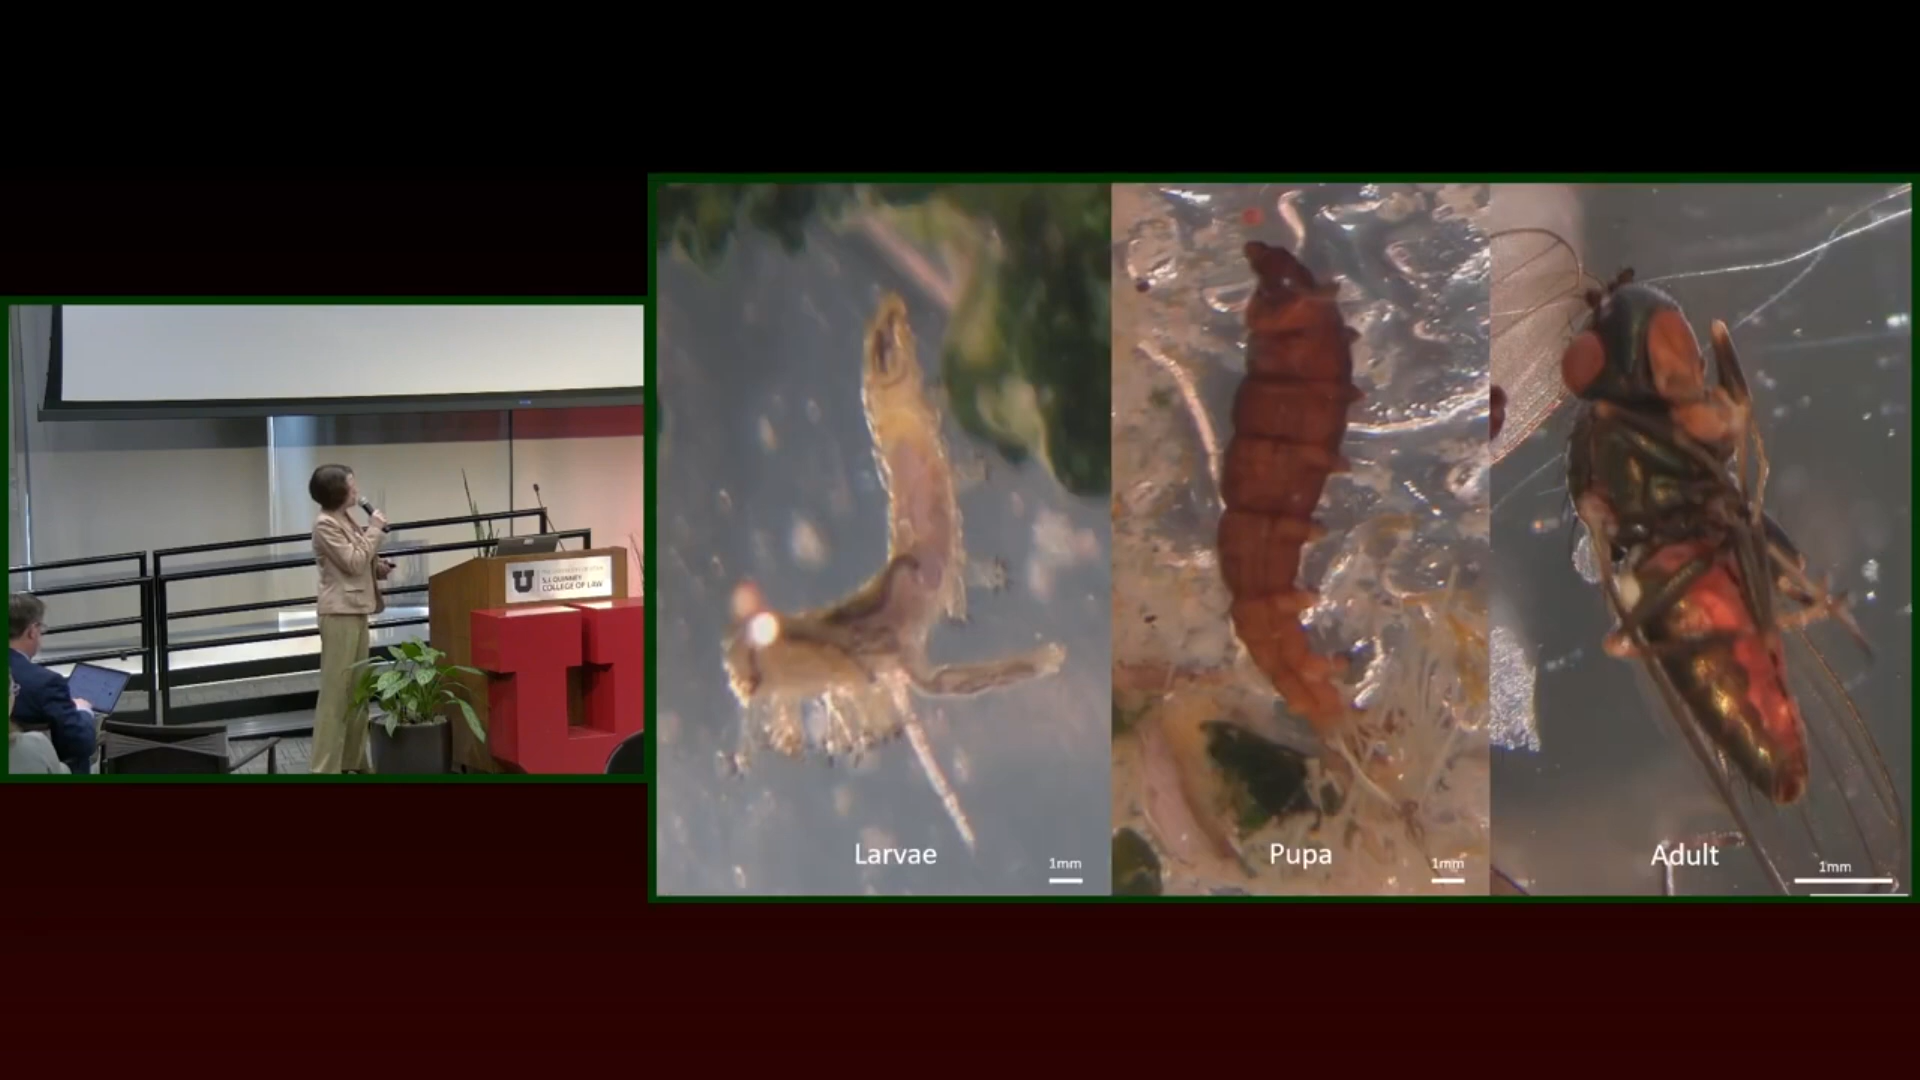 U
S.J. QUINNEY
COLLEGE OF LAW
Larvae
1mm
Pupa
1mm
Adult
1mm